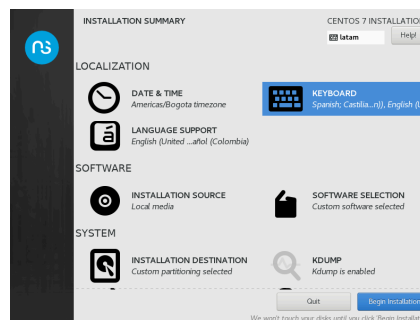 INSTALLATION SUMMARY
CENTOS 7 INSTALLATION
latam
Help!
LOCALIZATION
DATE & TIME
Americas/Bogota timezone
KEYBOARD
Spanish; Castilia...n)), English (U
LANGUAGE SUPPORT
English (United ...añol (Colombia)
SOFTWARE
INSTALLATION SOURCE
Local media
SOFTWARE SELECTION
Custom software selected
SYSTEM
INSTALLATION DESTINATION
Custom partitioning selected
KDUMP
Kdump is enabled
Quit
Begin Installation
We won't touch your disks until you click 'Begin Installat